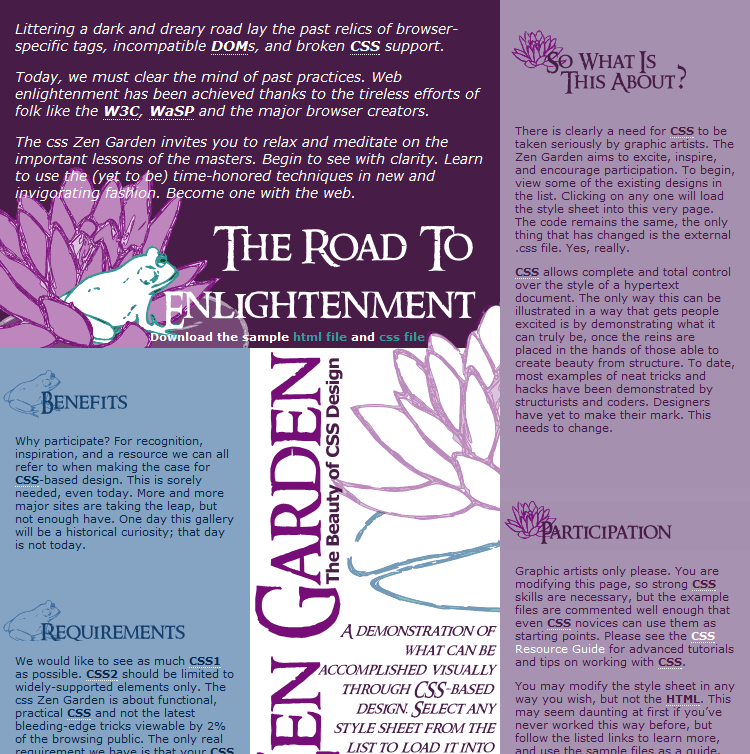 Littering a dark and dreary road lay the past relics of browser-
specific tags, incompatible DOMs, and broken CSS support.
Today, we must clear the mind of past practices. Web
enlightenment has been achieved thanks to the tireless efforts of
folk like the W3C, WaSP and the major browser creators.
The css Zen Garden invites you to relax and meditate on the
important lessons of the masters. Begin to see with clarity. Learn
to use the (yet to be) time-honored techniques in new and
invigorating fashion. Become one with the web.
The Road To
Enlightenment
Download the sample html file and css file
Benefits
Why participate? For recognition,
inspiration, and a resource we can all
refer to when making the case for
CSS-based design. This is sorely
needed, even today. More and more
major sites are taking the leap, but
not enough have. One day this gallery
will be a historical curiosity; that day
is not today.
Requirements
We would like to see as much CSS1
as possible. CSS2 should be limited to
widely-supported elements only. The
css Zen Garden is about functional,
practical CSS and not the latest
bleeding-edge tricks viewable by 2%
of the browsing public. The only real
requirement we have is that your CSS
en Garden
The Beauty of CSS Design
A demonstration of
what can be
accomplished visually
through CSS-based
design. Select any
style sheet from the
list to load it into
So What Is
This About?
There is clearly a need for CSS to be
taken seriously by graphic artists. The
Zen Garden aims to excite, inspire,
and encourage participation. To begin,
view some of the existing designs in
the list. Clicking on any one will load
the style sheet into this very page.
The code remains the same, the only
thing that has changed is the external
.css file. Yes, really.
CSS allows complete and total control
over the style of a hypertext
document. The only way this can be
illustrated in a way that gets people
excited is by demonstrating what it
can truly be, once the reins are
placed in the hands of those able to
create beauty from structure. To date,
most examples of neat tricks and
hacks have been demonstrated by
structurists and coders. Designers
have yet to make their mark. This
needs to change.
Participation
Graphic artists only please. You are
modifying this page, so strong CSS
skills are necessary, but the example
files are commented well enough that
even CSS novices can use them as
starting points. Please see the CSS
Resource Guide for advanced tutorials
and tips on working with CSS.
You may modify the style sheet in any
way you wish, but not the HTML. This
may seem daunting at first if you've
never worked this way before, but
follow the listed links to learn more,
and use the sample files as a guide.